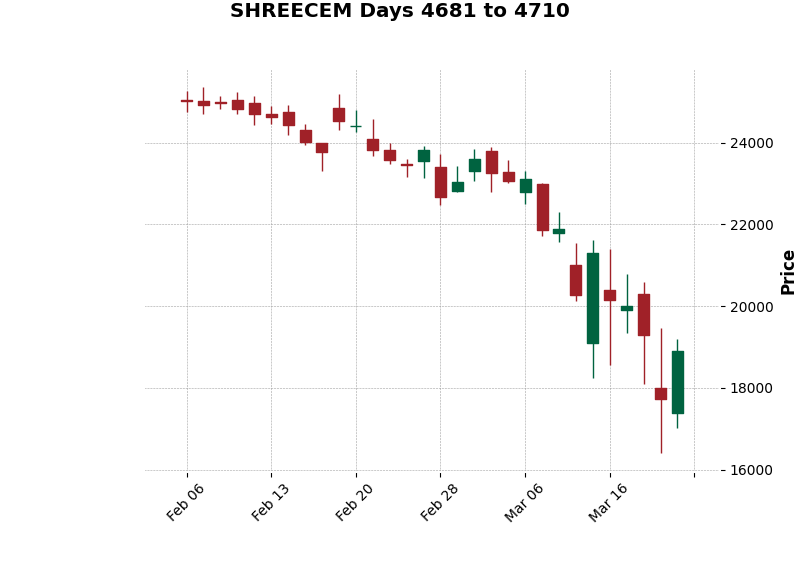 SHREECEM Days 4681 to 4710
24000
22000
20000
18000
16000
Price
Feb 06
Feb 13
Feb 20
Feb 28
Mar 06
Mar 16